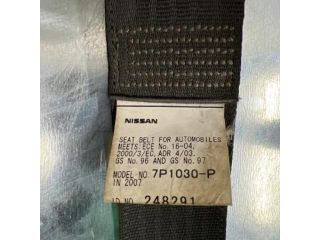 NISSAN
SEAT BELT FOR AUTOMOBILES
MEETS ECE No. 16-04,
2000/3/EC, ADR 4/03,
GS No. 96 AND GS No. 97
MODEL NO. 7P1030-P
IN 2007
ID NO. 248291